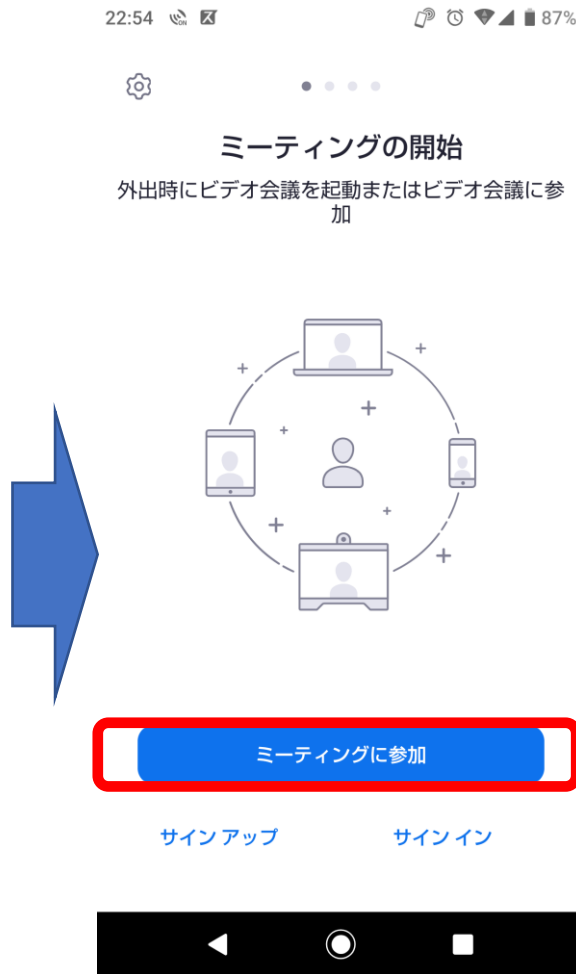 22:54 87%
ミーティングの開始
外出時にビデオ会議を起動またはビデオ会議に参
加
ミーティングに参加
サイン アップ サイン イン